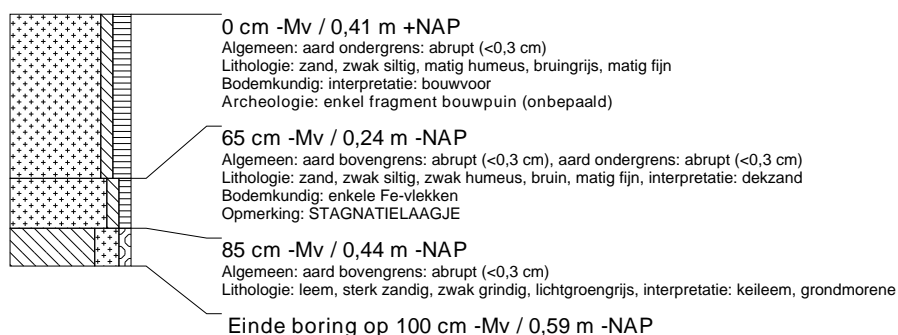 0 cm -Mv / 0,41 m +NAP
Algemeen: aard ondergrens: abrupt (<0,3 cm)
Lithologie: zand, zwak siltig, matig humeus, bruingrijs, matig fijn
Bodemkundig: interpretatie: bouwvoor
Archeologie: enkel fragment bouwpuin (onbepaald)
65 cm -Mv / 0,24 m -NAP
Algemeen: aard bovengrens: abrupt (<0,3 cm), aard ondergrens: abrupt (<0,3 cm)
Lithologie: zand, zwak siltig, zwak humeus, bruin, matig fijn, interpretatie: dekzand
Bodemkundig: enkele Fe-vlekken
Opmerking: STAGNATIELAAGJE
85 cm -Mv / 0,44 m -NAP
Algemeen: aard bovengrens: abrupt (<0,3 cm)
Lithologie: leem, sterk zandig, zwak grindig, lichtgroengrijs, interpretatie: keileem, grondmorene
Einde boring op 100 cm -Mv / 0,59 m -NAP